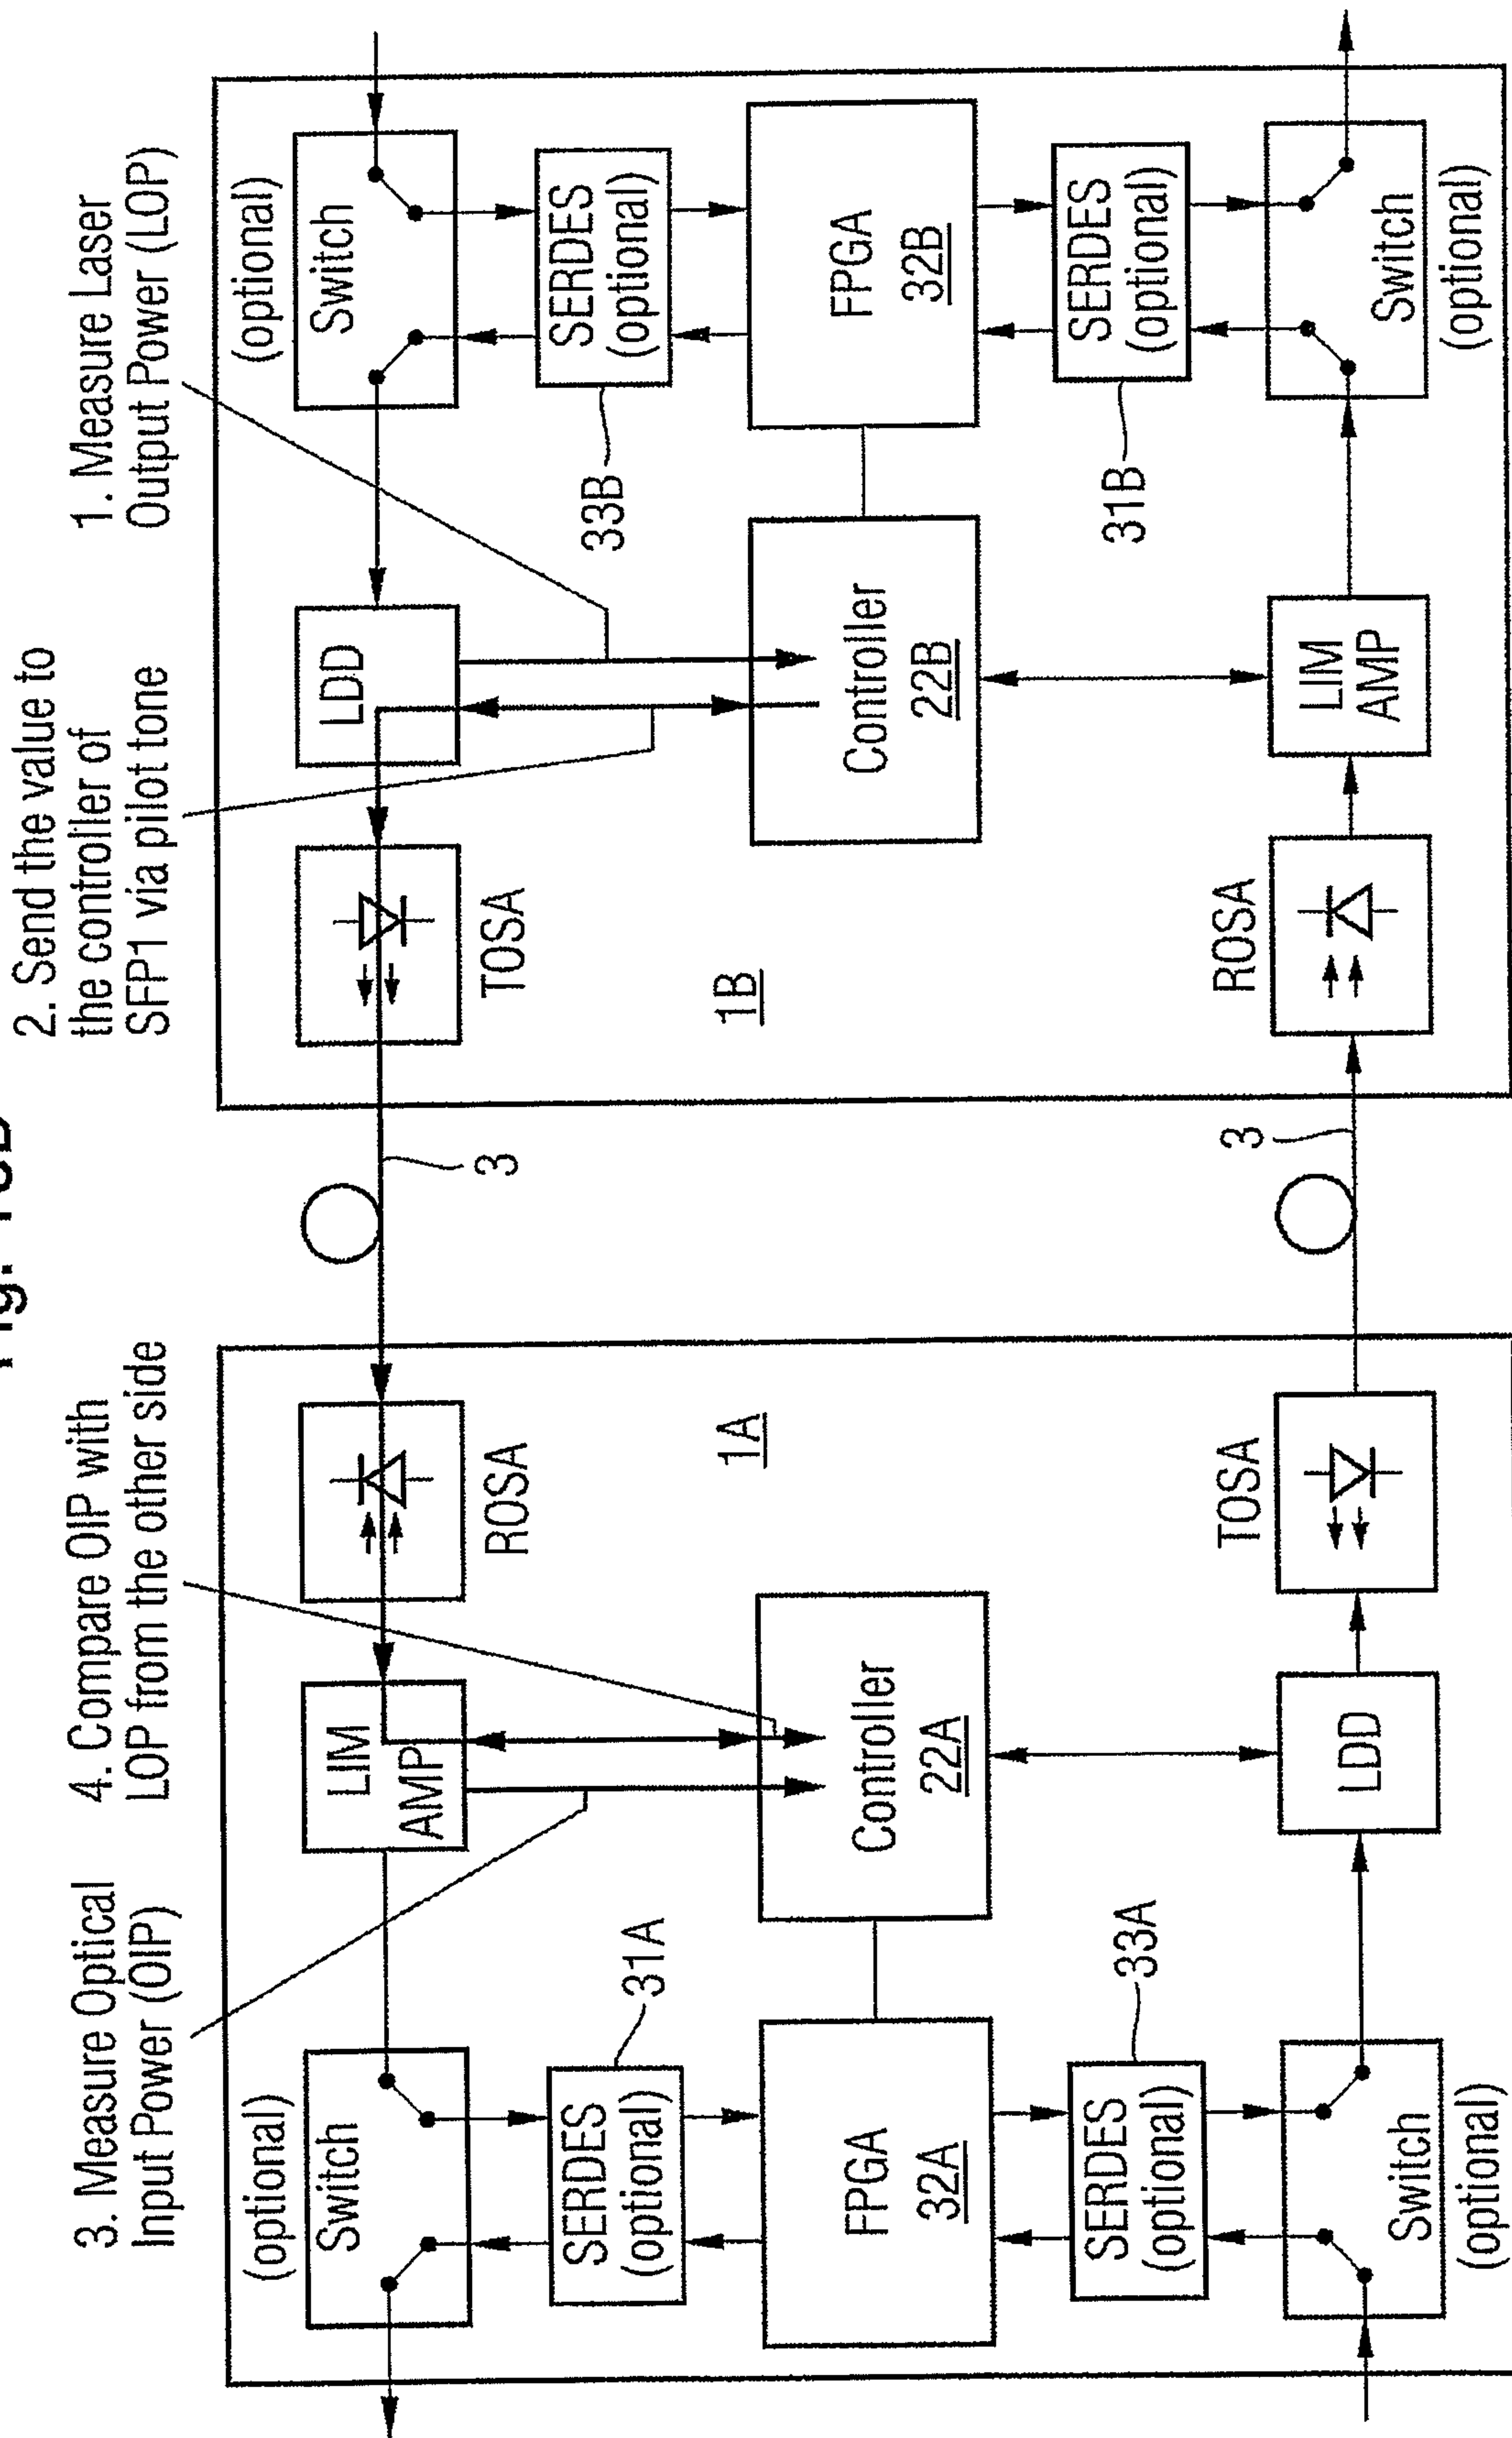 3. Measure Optical
Input Power (OIP)
4. Compare OIP with
LOP from the other side
2. Send the value to
the controller of
SFP1 via pilot tone
1. Measure Laser
Output Power (LOP)
(optional)
Switch
LIM
AMP
ROSA
3
TOSA
LDD
(optional)
Switch
SERDES
(optional)
31A
33B
SERDES
(optional)
FPGA
32A
Controller
22A
1A
1B
Controller
22B
FPGA
32B
SERDES
(optional)
33A
31B
SERDES
(optional)
Switch
(optional)
LDD
TOSA
3
ROSA
LIM
AMP
Switch
(optional)